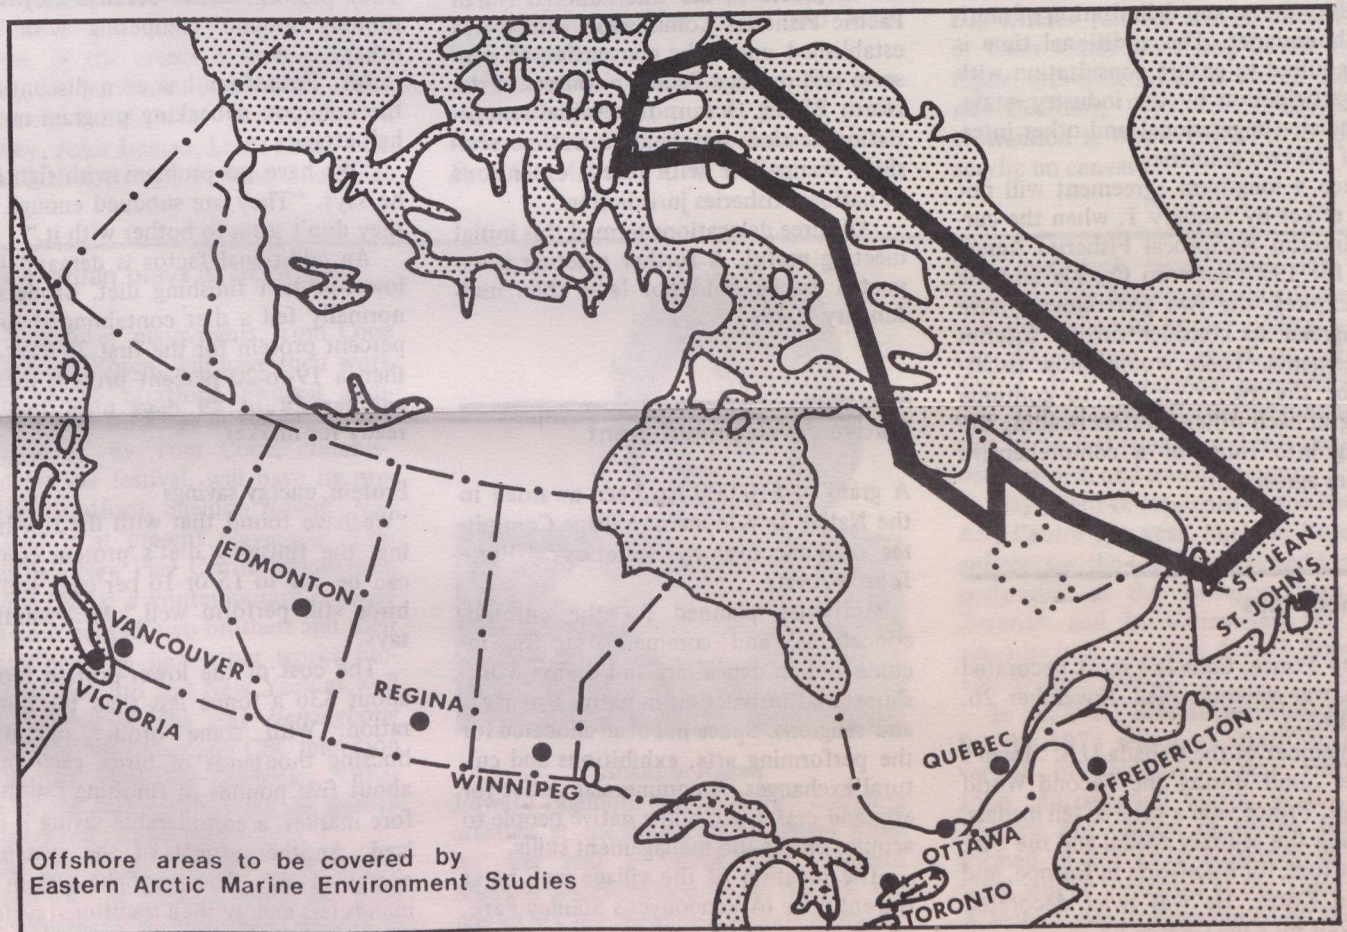 EDMONTON
VANCOUVER
VICTORIA
REGINA
WINNIPEG
ST. JEAN
ST. JOHN'S
QUEBEC
FREDERICTON
OTTAVA
TORONTO
Offshore areas to be covered by
Eastern Arctic Marine Environment Studies